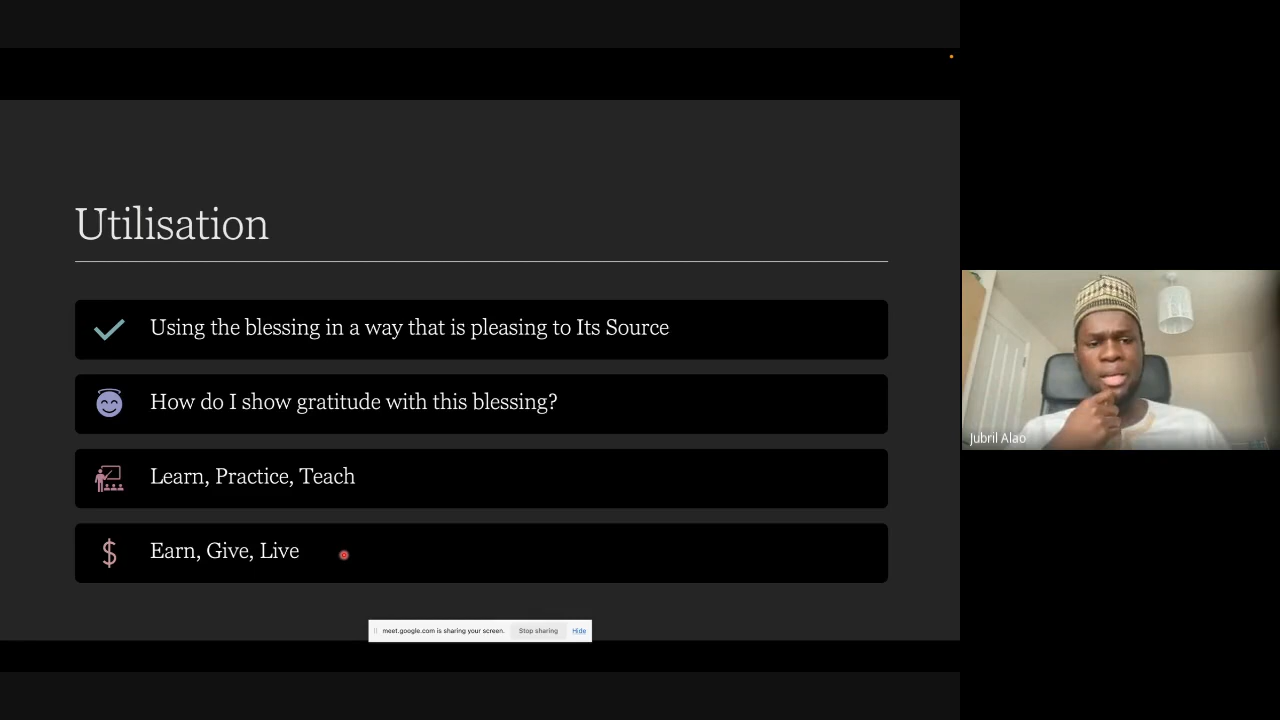 Utilisation
Using the blessing in a way that is pleasing to Its Source
How do I show gratitude with this blessing?
Learn, Practice, Teach
$ Earn, Give, Live
meet.google.com is sharing your screen. Stop sharing Hide
Jubril Alao